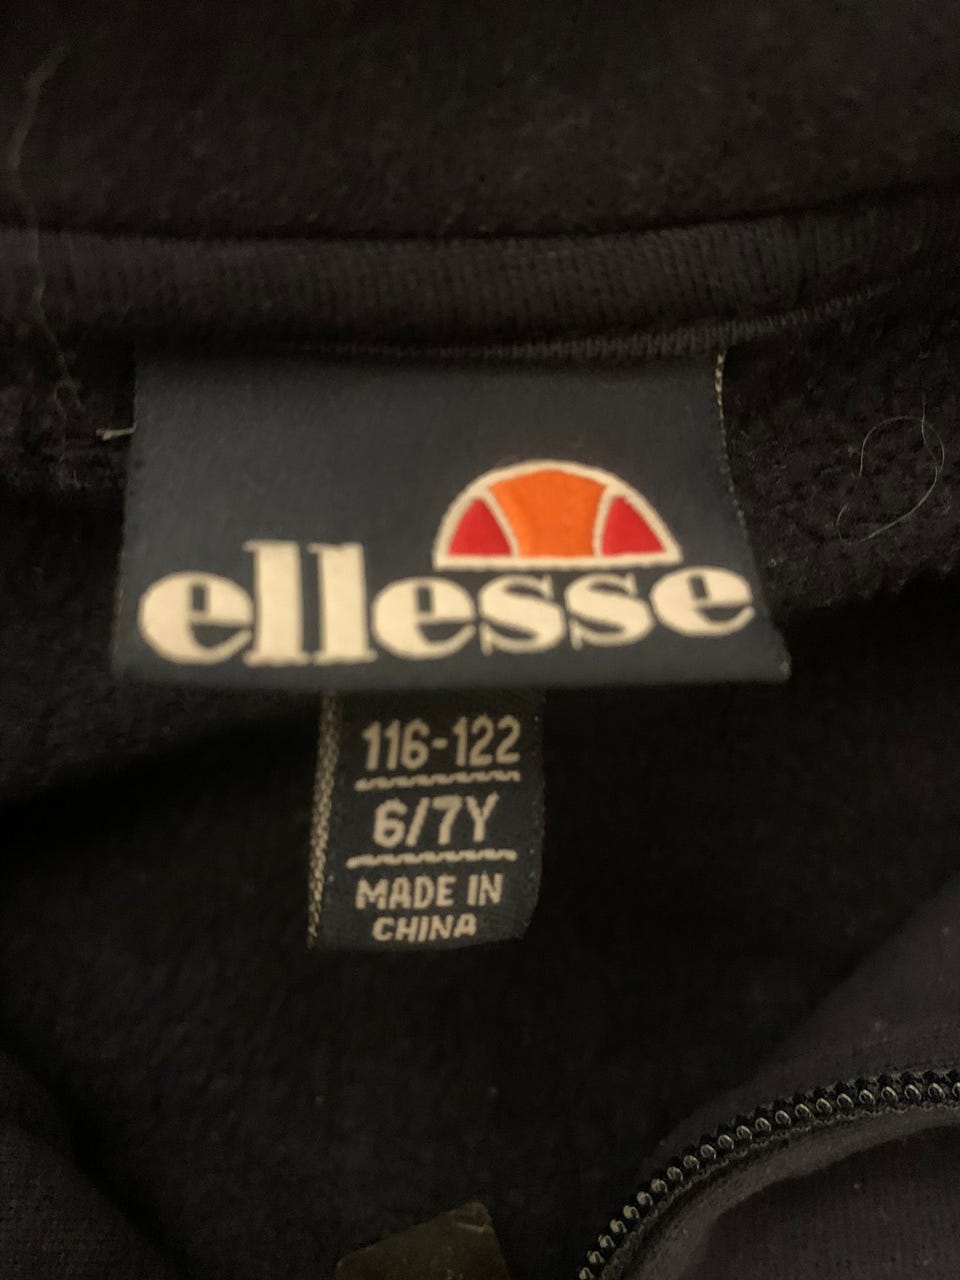 ellesse
116-122
6/7Y
MADE IN
CHINA